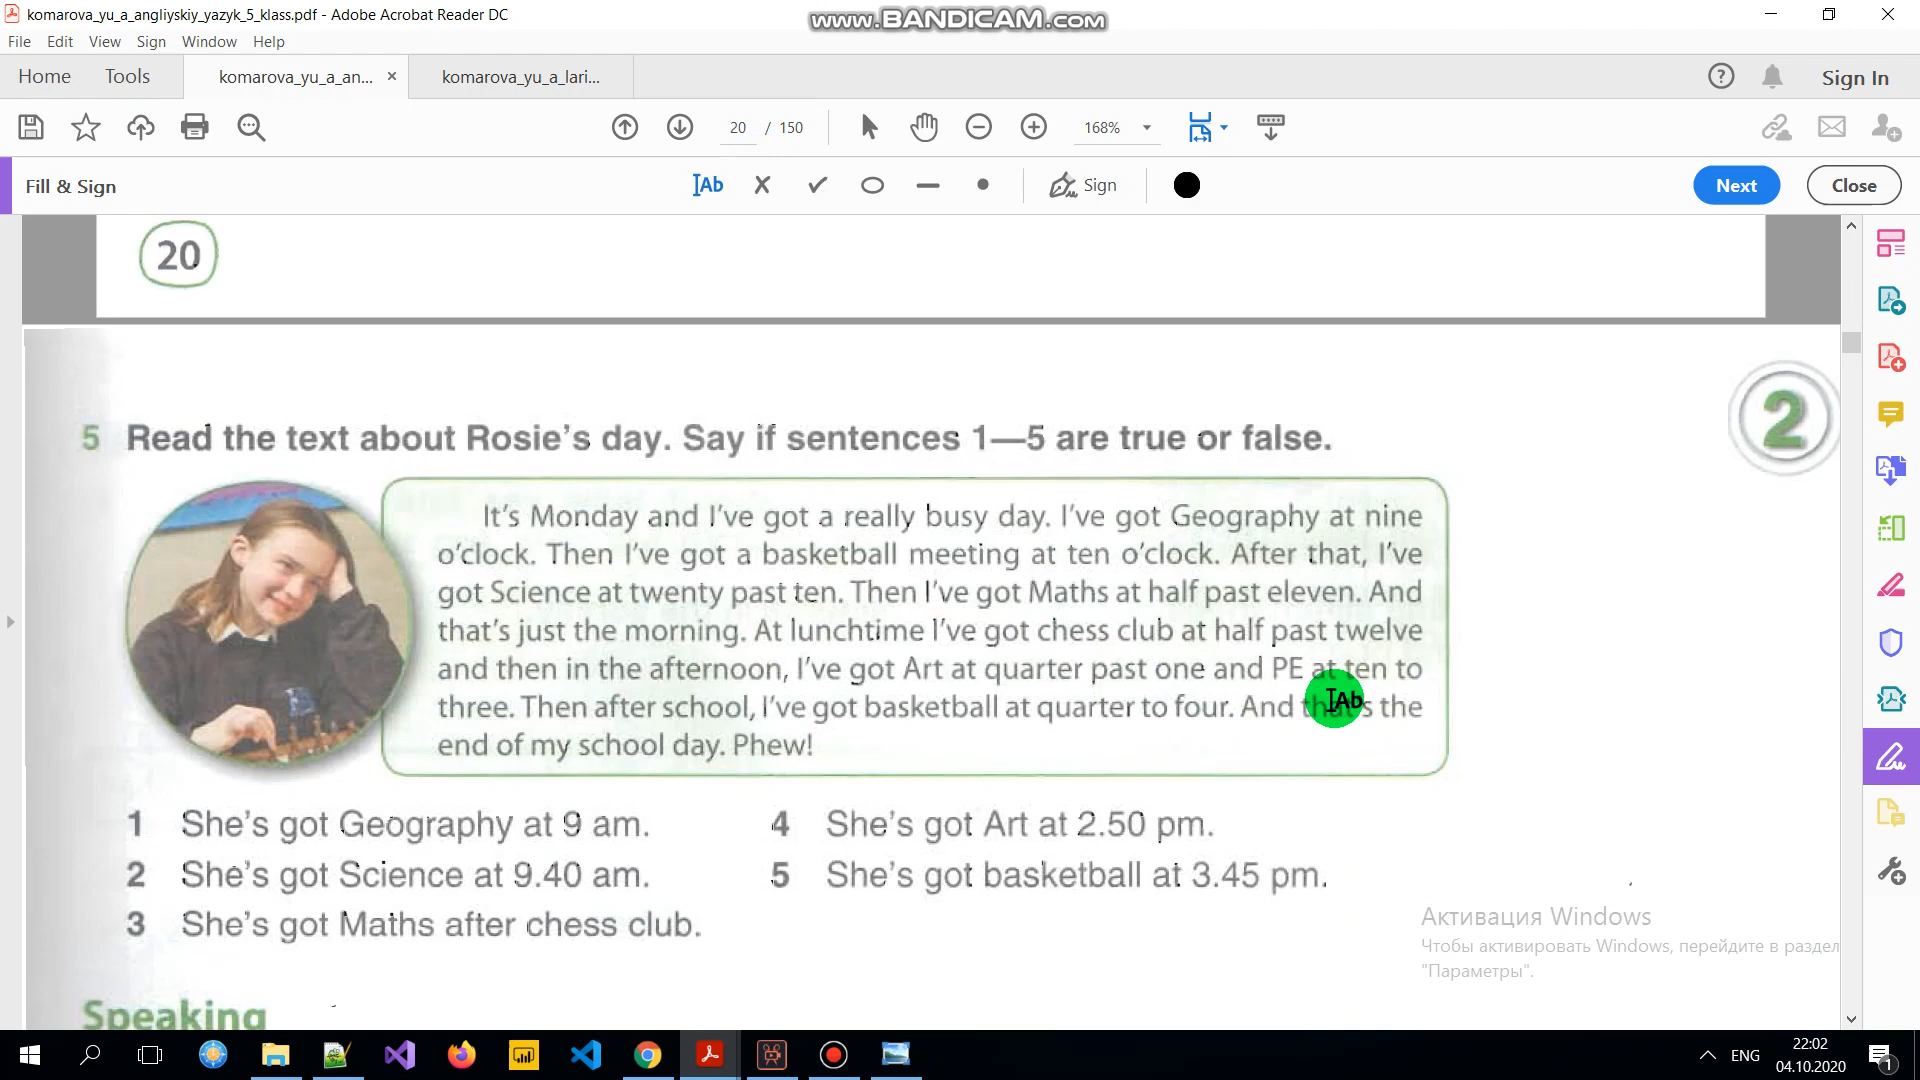 komarova_yu_a_angliyskiy_yazyk_5_klass.pdf - Adobe Acrobat Reader DC
www.BANDICAM.com
File Edit View Sign Window Help
Home Tools komarova_yu_a_an... × komarova_yu_a_lari... Sign In
20 / 150 168%
Fill & Sign Ab Sign Next Close
20
2
5 Read the text about Rosie's day. Say if sentences 1—5 are true or false.
It's Monday and I've got a really busy day. I've got Geography at nine
o'clock. Then I've got a basketball meeting at ten o'clock. After that, I've
got Science at twenty past ten. Then I've got Maths at half past eleven. And
that's just the morning. At lunchtime I've got chess club at half past twelve
and then in the afternoon, I've got Art at quarter past one and PE at ten to
three. Then after school, I've got basketball at quarter to four. And that's the
end of my school day. Phew!
Ab
1 She's got Geography at 9 am.
2 She's got Science at 9.40 am.
3 She's got Maths after chess club.
4 She's got Art at 2.50 pm.
5 She's got basketball at 3.45 pm.
Активация Windows
Чтобы активировать Windows, перейдите в раздел
"Параметры".
Speaking
ENG
22:02
04.10.2020
1